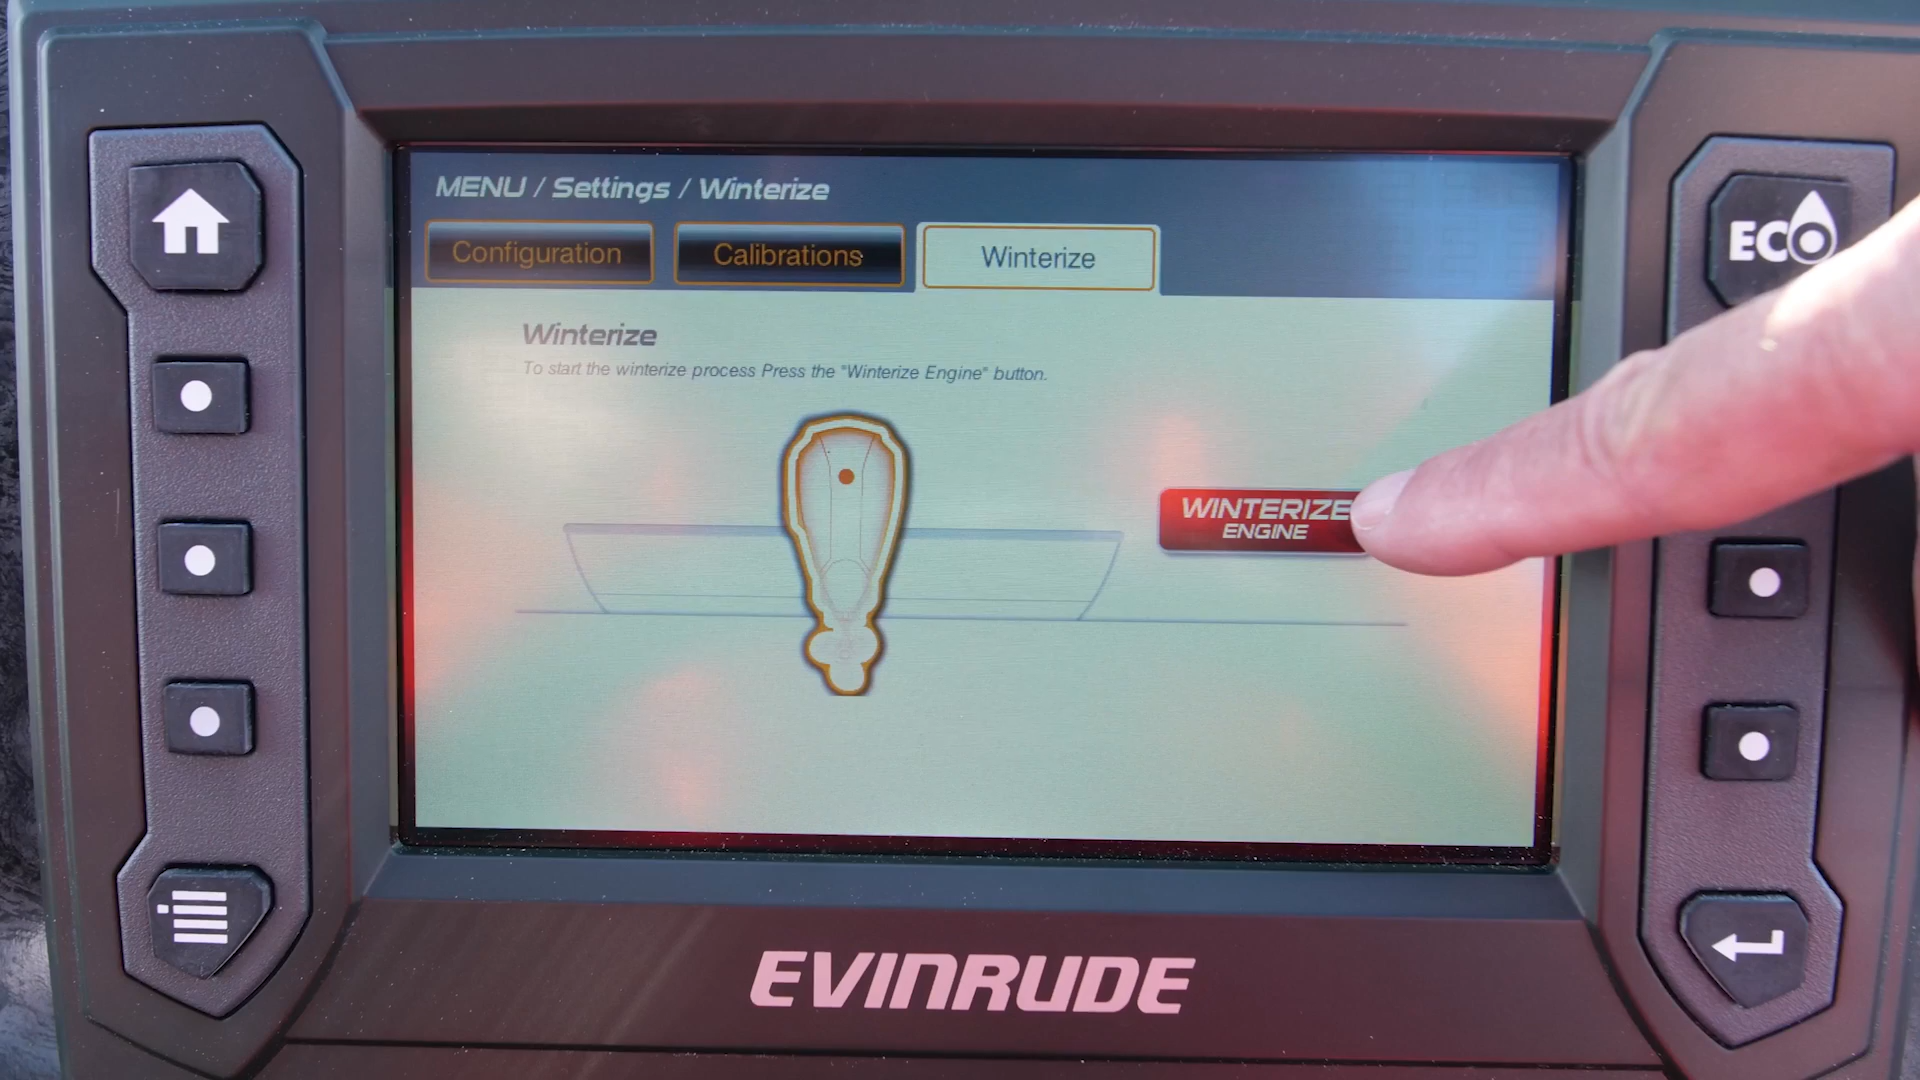 MENU / Settings / Winterize
Configuration
Calibrations
Winterize
Winterize
To start the winterize process Press the "Winterize Engine" button.
WINTERIZE
ENGINE
ECO
EVINRUDE